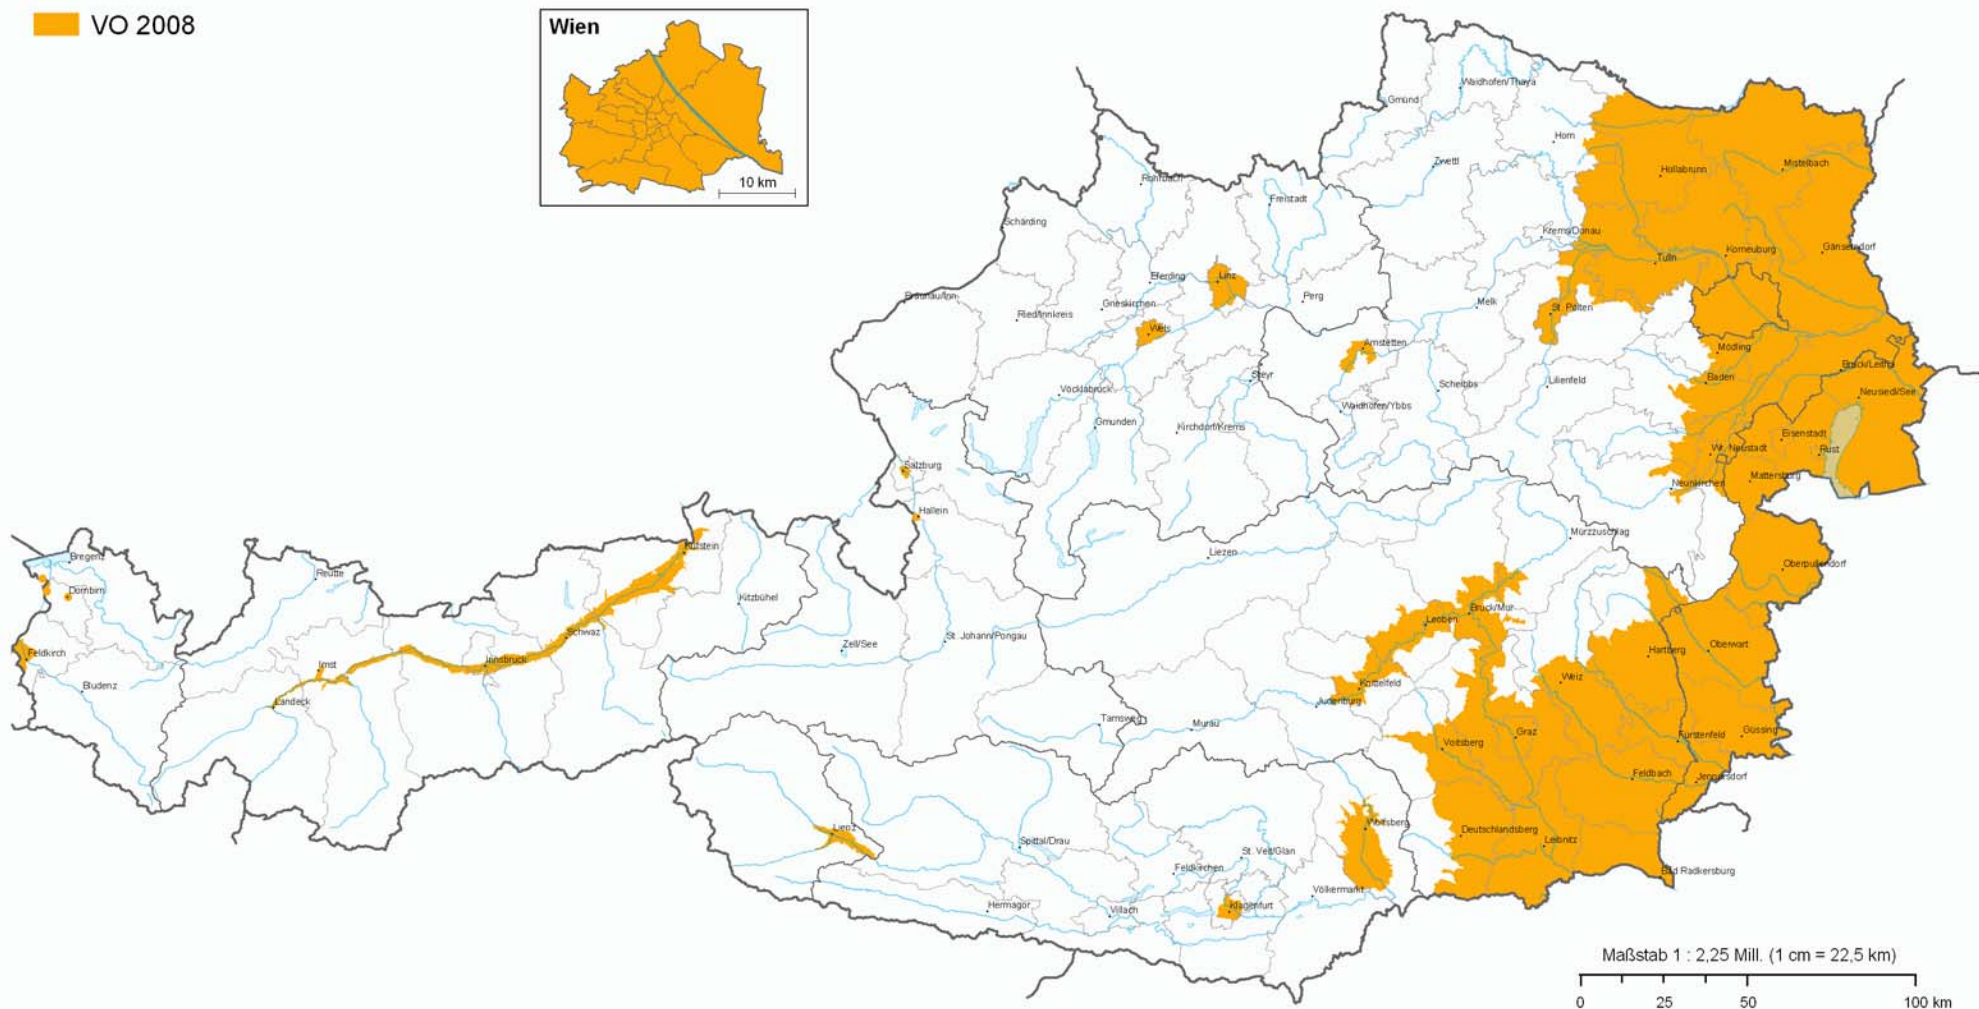 VO 2008
Wien
10 km
Waidhofen/Thaya
Gmünd
Horn
Hollabrunn
Mistelbach
Zwettl
Rohrbach
Freistadt
Schärding
Krems/Donau
Korneuburg
Gänserndorf
Tulln
Eferding
Linz
Braunau/Inn
Grieskirchen
Perg
Melk
Ried/Innkreis
St. Pölten
Wels
Amstetten
Mödling
Bruck/Leitha
Steyr
Baden
Scheibbs
Lilienfeld
Vöcklabruck
Neusiedl/See
Waidhofen/Ybbs
Gmunden
Kirchdorf/Krems
Eisenstadt
Wr. Neustadt
Rust
Salzburg
Mattersburg
Neunkirchen
Hallein
Mürzzuschlag
Kufstein
Liezen
Bregenz
Oberpullendorf
Reutte
Dornbirn
Kitzbühel
Bruck/Mur
Leoben
Schwaz
St. Johann/Pongau
Zell/See
Oberwart
Hartberg
Feldkirch
Innsbruck
Imst
Weiz
Bludenz
Knittelfeld
Landeck
Judenburg
Tamsweg
Murau
Graz
Fürstenfeld
Güssing
Voitsberg
Feldbach
Jennersdorf
Lienz
Wolfsberg
Deutschlandsberg
Spittal/Drau
Leibnitz
St. Veit/Glan
Feldkirchen
Bad Radkersburg
Völkermarkt
Hermagor
Villach
Klagenfurt
Maßstab 1 : 2,25 Mill. (1 cm = 22,5 km)
0 25 50 100 km